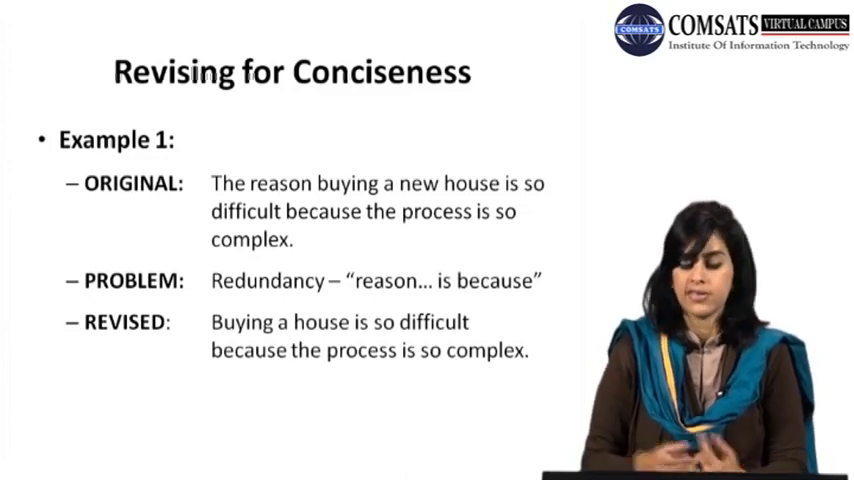 COMSATS VIRTUAL CAMPUS
COMSATS
Institute Of Information Technology
Revising for Conciseness
• Example 1:
– ORIGINAL: The reason buying a new house is so
difficult because the process is so
complex.
– PROBLEM: Redundancy – “reason... is because”
– REVISED: Buying a house is so difficult
because the process is so complex.